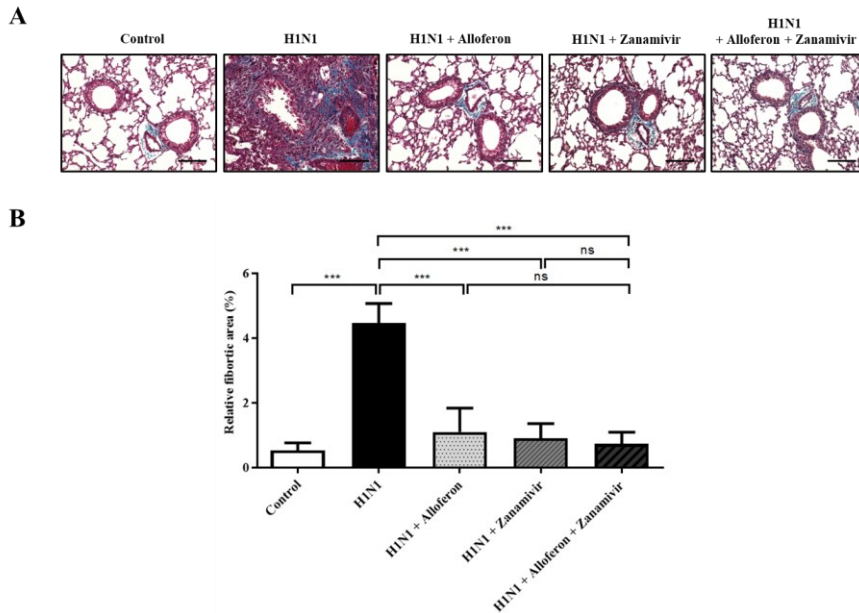 A
Control
H1N1
H1N1 + Alloferon
H1N1 + Zanamivir
H1N1
+ Alloferon + Zanamivir
B
***
***
ns
***
***
ns
Relative fibortic area (%)
6
4
2
0
Control
H1N1
H1N1 + Alloferon
H1N1 + Zanamivir
H1N1 + Alloferon + Zanamivir